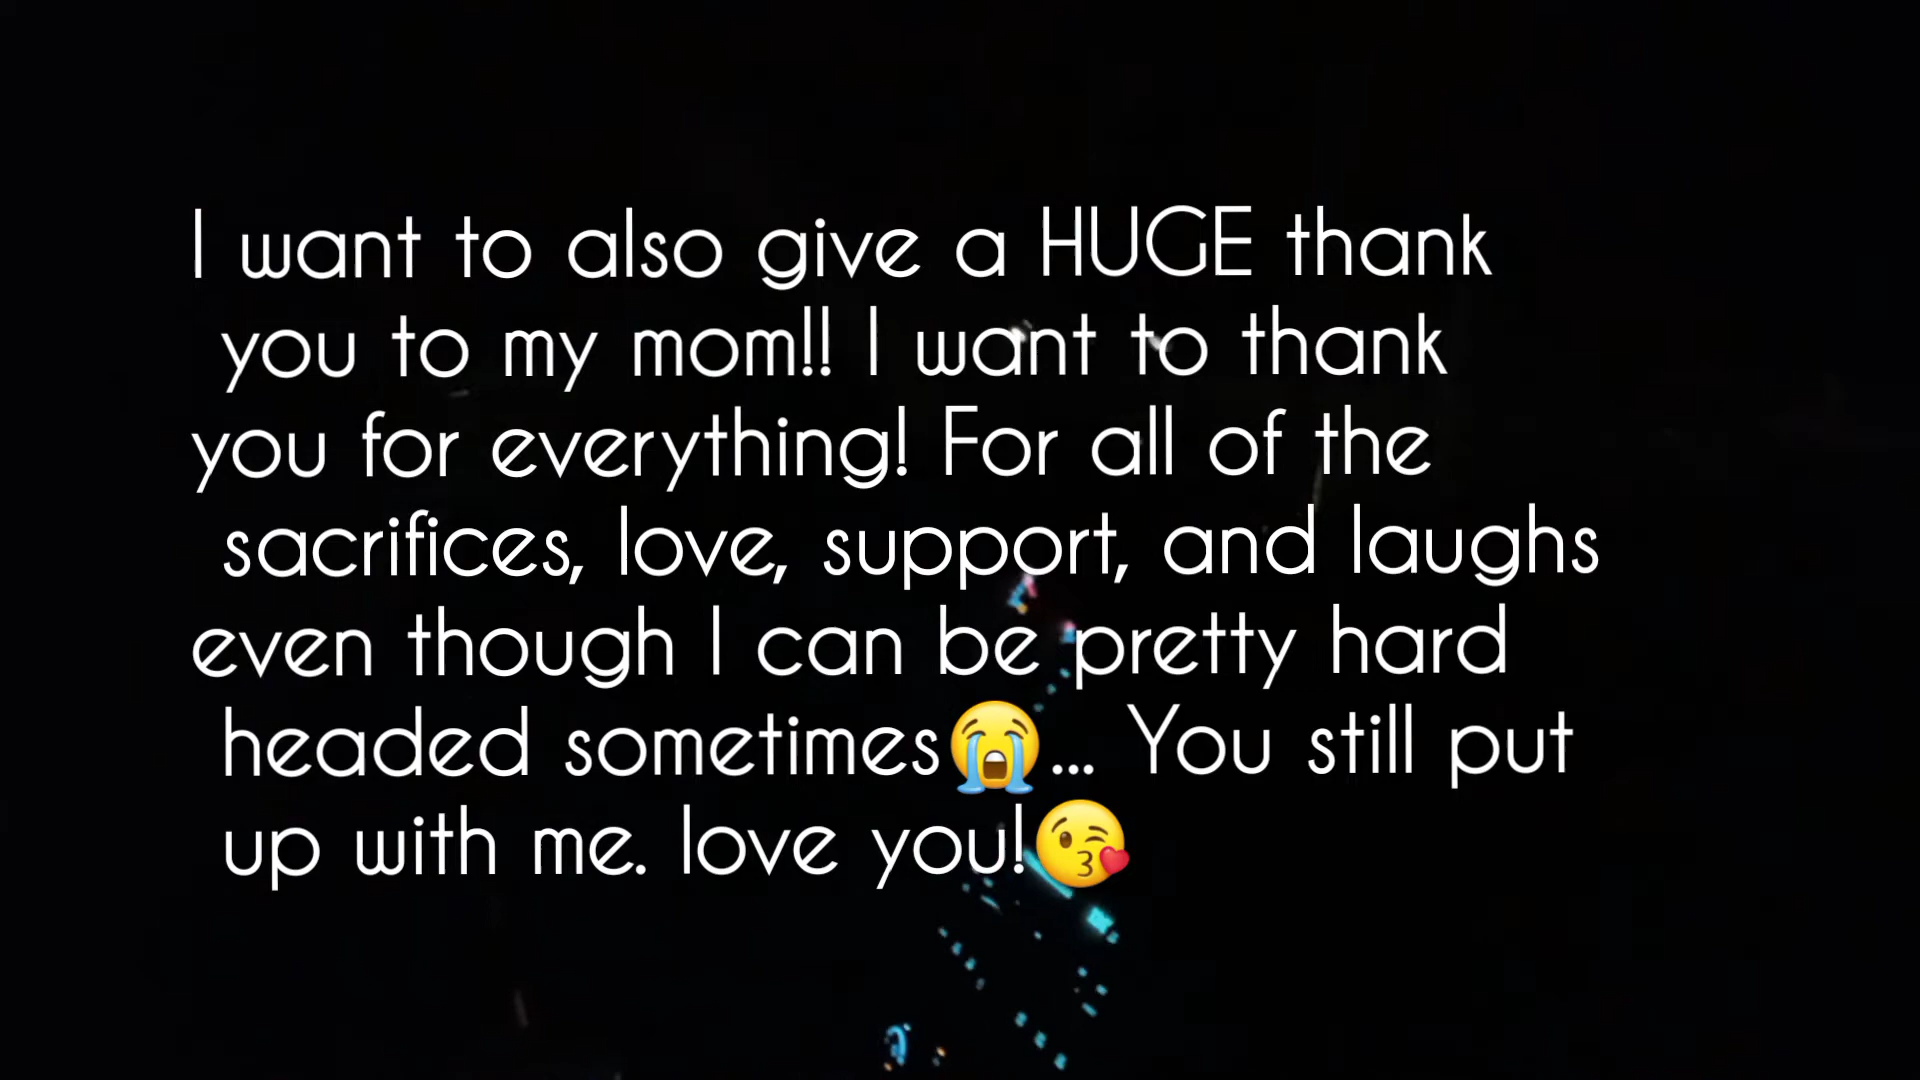 I want to also give a HUGE thank
you to my mom!! I want to thank
you for everything! For all of the
sacrifices, love, support, and laughs
even though I can be pretty hard
headed sometimes😭... You still put
up with me. love you!😘